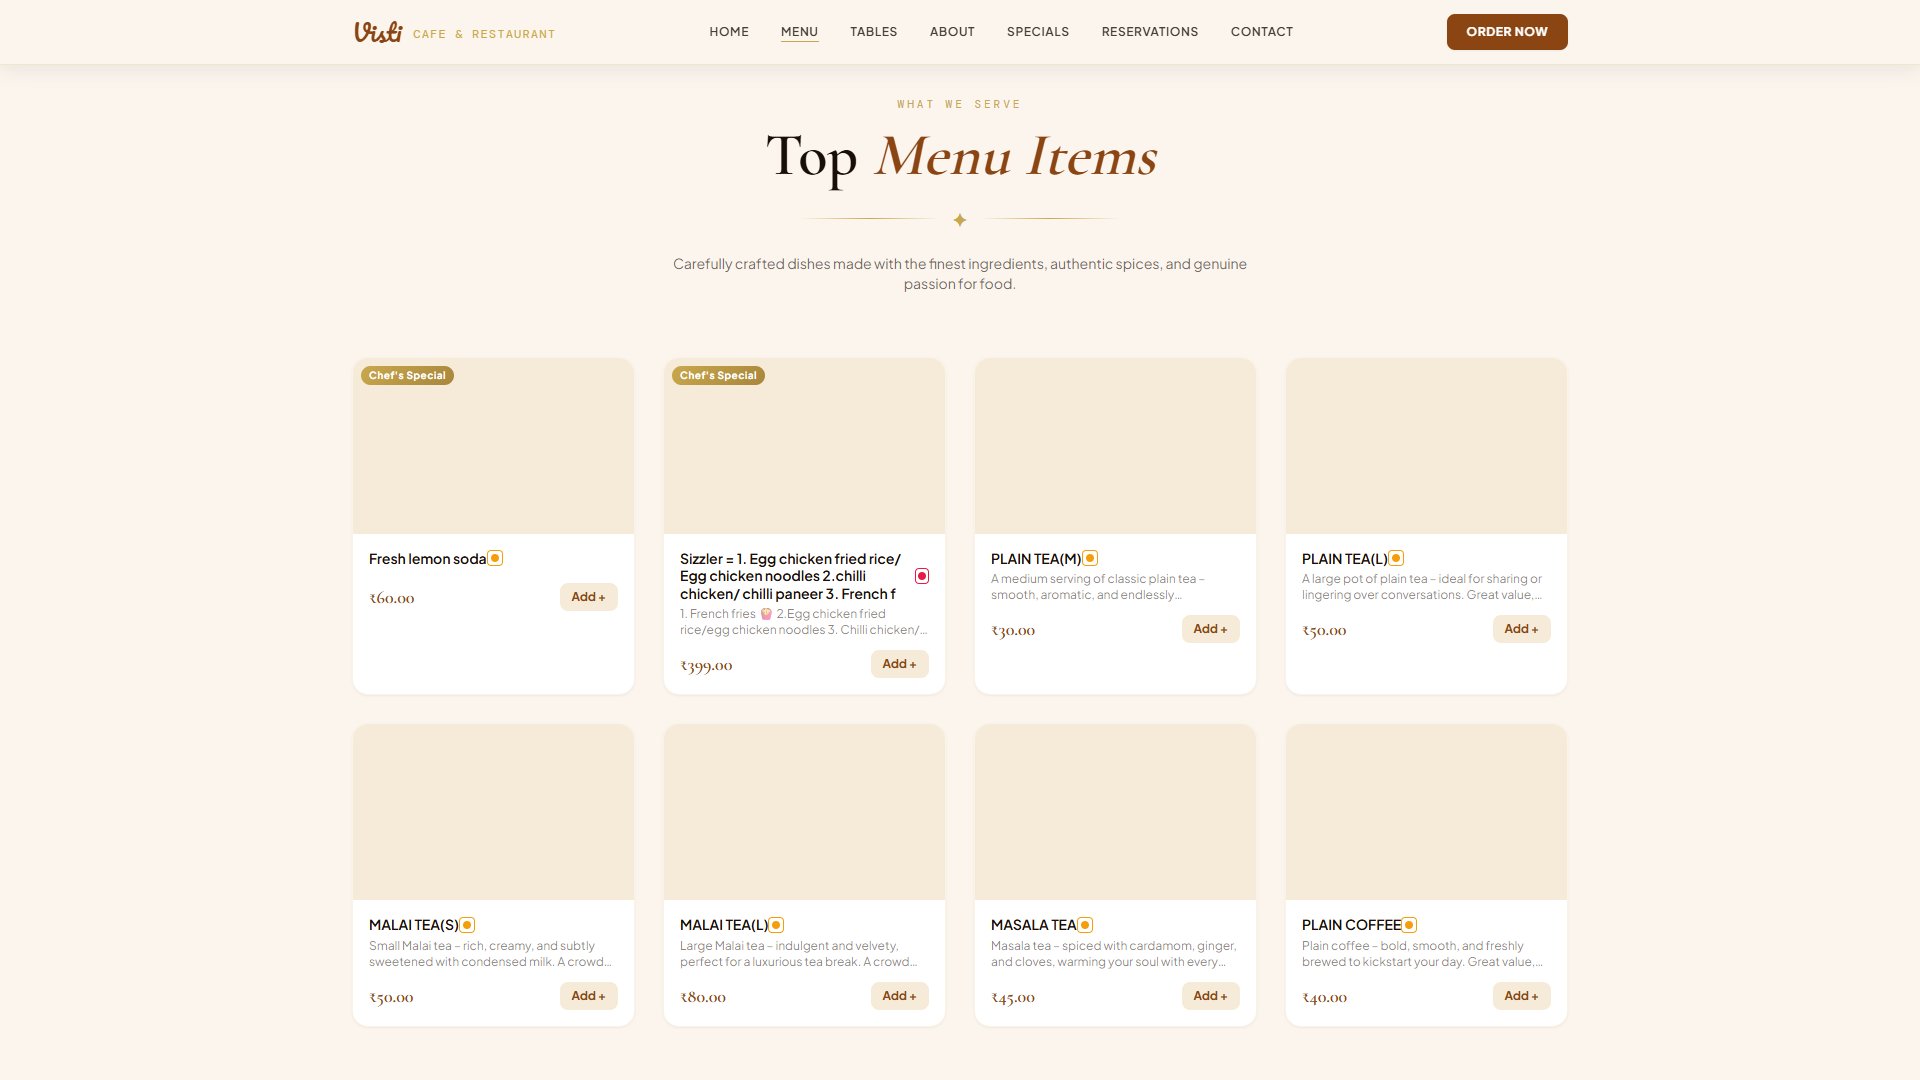 Visti CAFE & RESTAURANT
HOME MENU TABLES ABOUT SPECIALS RESERVATIONS CONTACT
ORDER NOW
WHAT WE SERVE
Top Menu Items
Carefully crafted dishes made with the finest ingredients, authentic spices, and genuine
passion for food.
Chef's Special
Fresh lemon soda
₹60.00
Add +
Chef's Special
Sizzler = 1. Egg chicken fried rice/
Egg chicken noodles 2.chilli
chicken/ chilli paneer 3. French f
1. French fries 🍟 2.Egg chicken fried
rice/egg chicken noodles 3. Chilli chicken/...
₹399.00
Add +
PLAIN TEA(M)
A medium serving of classic plain tea –
smooth, aromatic, and endlessly...
₹30.00
Add +
PLAIN TEA(L)
A large pot of plain tea – ideal for sharing or
lingering over conversations. Great value,...
₹50.00
Add +
MALAI TEA(S)
Small Malai tea – rich, creamy, and subtly
sweetened with condensed milk. A crowd...
₹50.00
Add +
MALAI TEA(L)
Large Malai tea – indulgent and velvety,
perfect for a luxurious tea break. A crowd...
₹80.00
Add +
MASALA TEA
Masala tea – spiced with cardamom, ginger,
and cloves, warming your soul with every...
₹45.00
Add +
PLAIN COFFEE
Plain coffee – bold, smooth, and freshly
brewed to kickstart your day. Great value,...
₹40.00
Add +